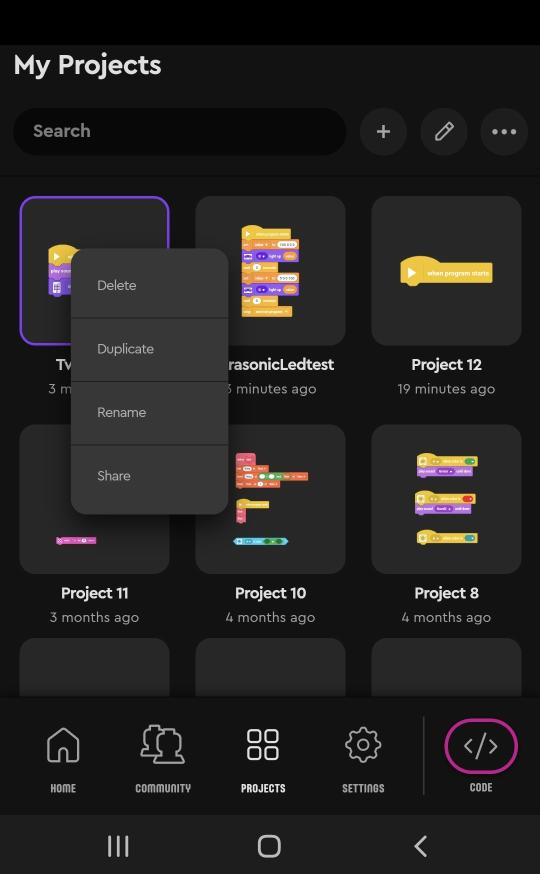 My Projects
Search
when program starts
Delete
Duplicate
Rename
Share
Tw
rasonicLedtest
Project 12
3 m
3 minutes ago
19 minutes ago
Project 11
Project 10
Project 8
3 months ago
4 months ago
4 months ago
HOME
COMMUNITY
PROJECTS
SETTINGS
CODE